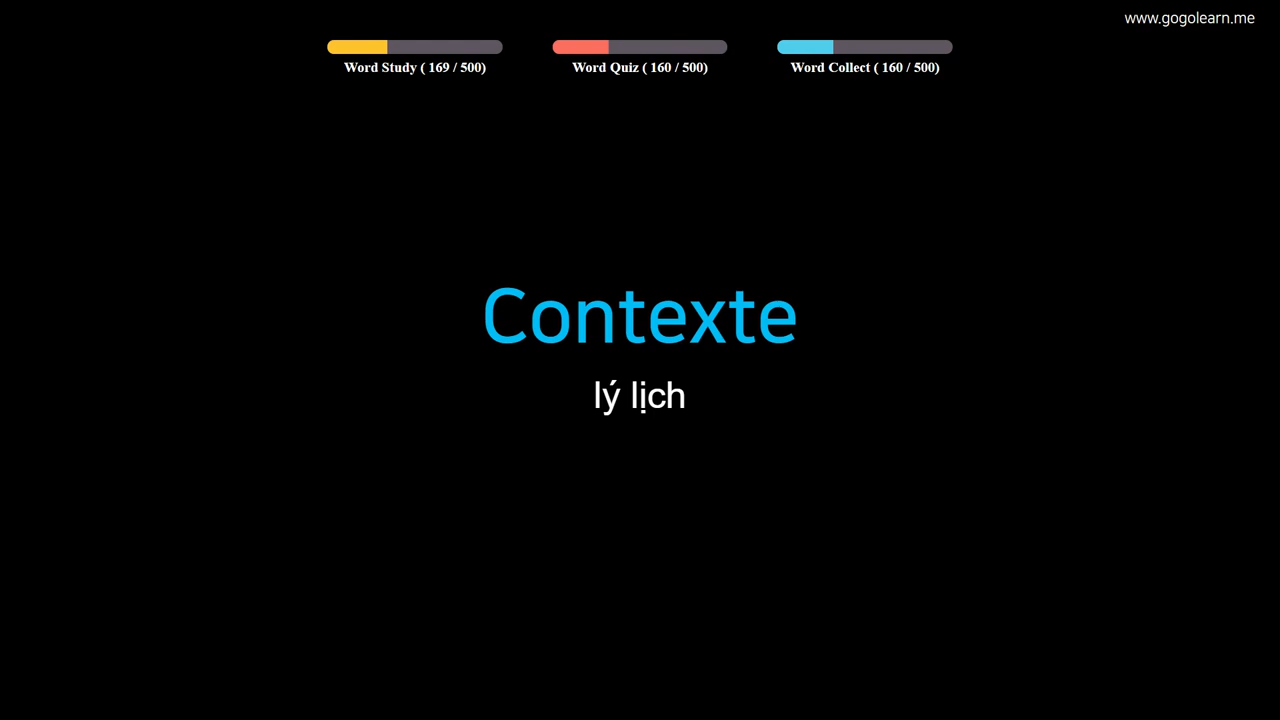 www.gogolearn.me
Word Study ( 169 / 500)
Word Quiz ( 160 / 500)
Word Collect ( 160 / 500)
Contexte
lý lịch